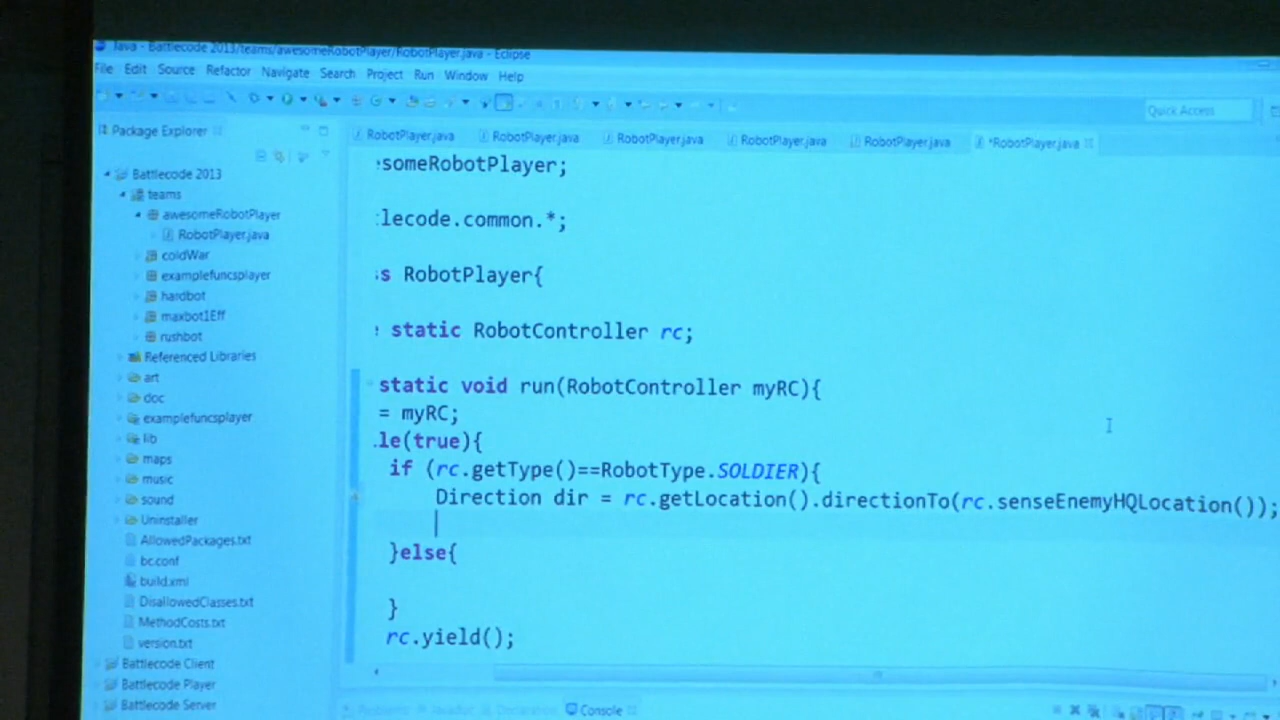 Java - Battlecode 2013/teams/awesomeRobotPlayer/RobotPlayer.java - Eclipse
File Edit Source Refactor Navigate Search Project Run Window Help
Quick Access
Package Explorer
RobotPlayer.java RobotPlayer.java RobotPlayer.java RobotPlayer.java RobotPlayer.java *RobotPlayer.java
Battlecode 2013
teams
awesomeRobotPlayer
RobotPlayer.java
coldWar
examplefuncsplayer
hardbot
maxbot1Eff
rushbot
Referenced Libraries
art
doc
examplefuncsplayer
lib
maps
music
sound
Uninstaller
AllowedPackages.txt
bc.conf
build.xml
DisallowedClasses.txt
MethodCosts.txt
version.txt
Battlecode Client
Battlecode Player
Battlecode Server
someRobotPlayer;
lecode.common.*;
s RobotPlayer{
static RobotController rc;
static void run(RobotController myRC){
= myRC;
le(true){
if (rc.getType()==RobotType.SOLDIER){
Direction dir = rc.getLocation().directionTo(rc.senseEnemyHQLocation());
}else{
}
rc.yield();
Problems Javadoc Declaration Console